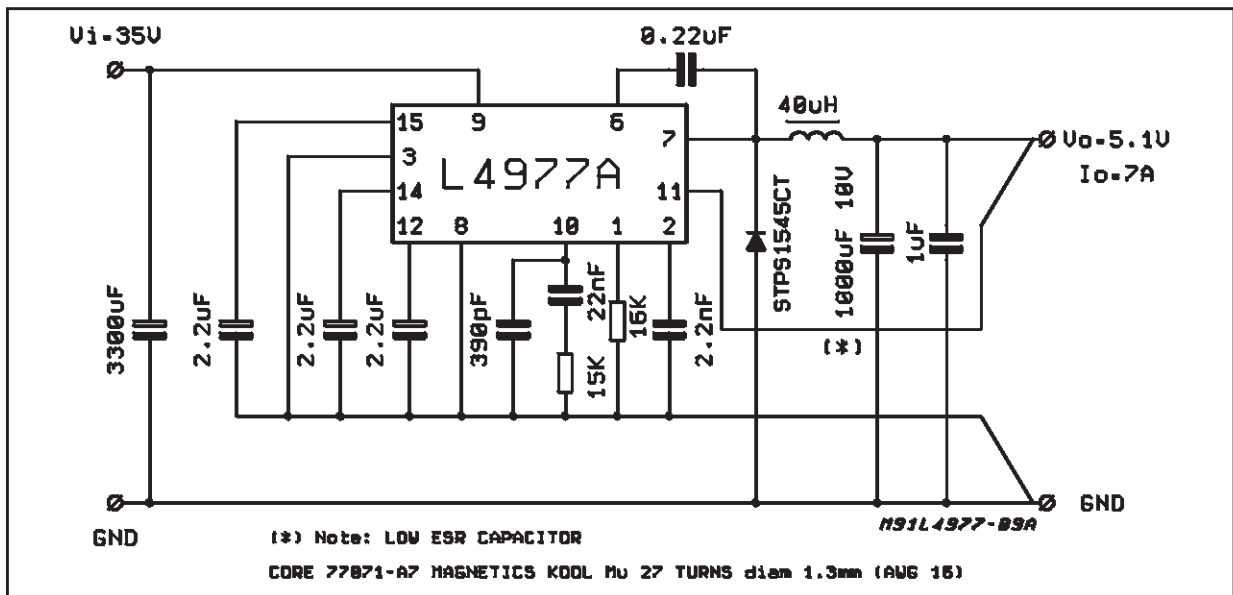 Vi=35V
0.22uF
40uH
15
9
6
7
3
L4977A
14
11
12
8
10
1
2
Vo=5.1V
Io=7A
3300uF
2.2uF
2.2uF
2.2uF
390pF
22nF
15K
16K
2.2nF
STPS1545CT
1000uF 10V
(*)
1uF
GND
GND
M91L4977-09A
(*) Note: LOW ESR CAPACITOR
CORE 77071-A7 MAGNETICS KOOL Mu 27 TURNS diam 1.3mm (AWG 16)